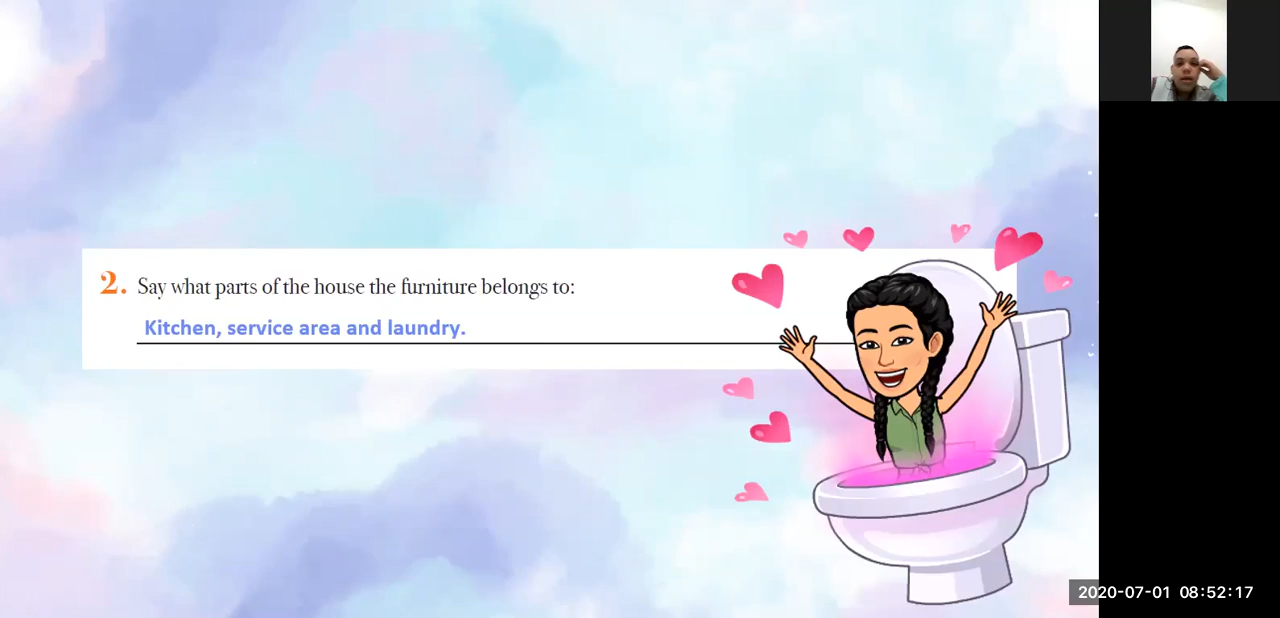 2. Say what parts of the house the furniture belongs to:
Kitchen, service area and laundry.
2020-07-01 08:52:17